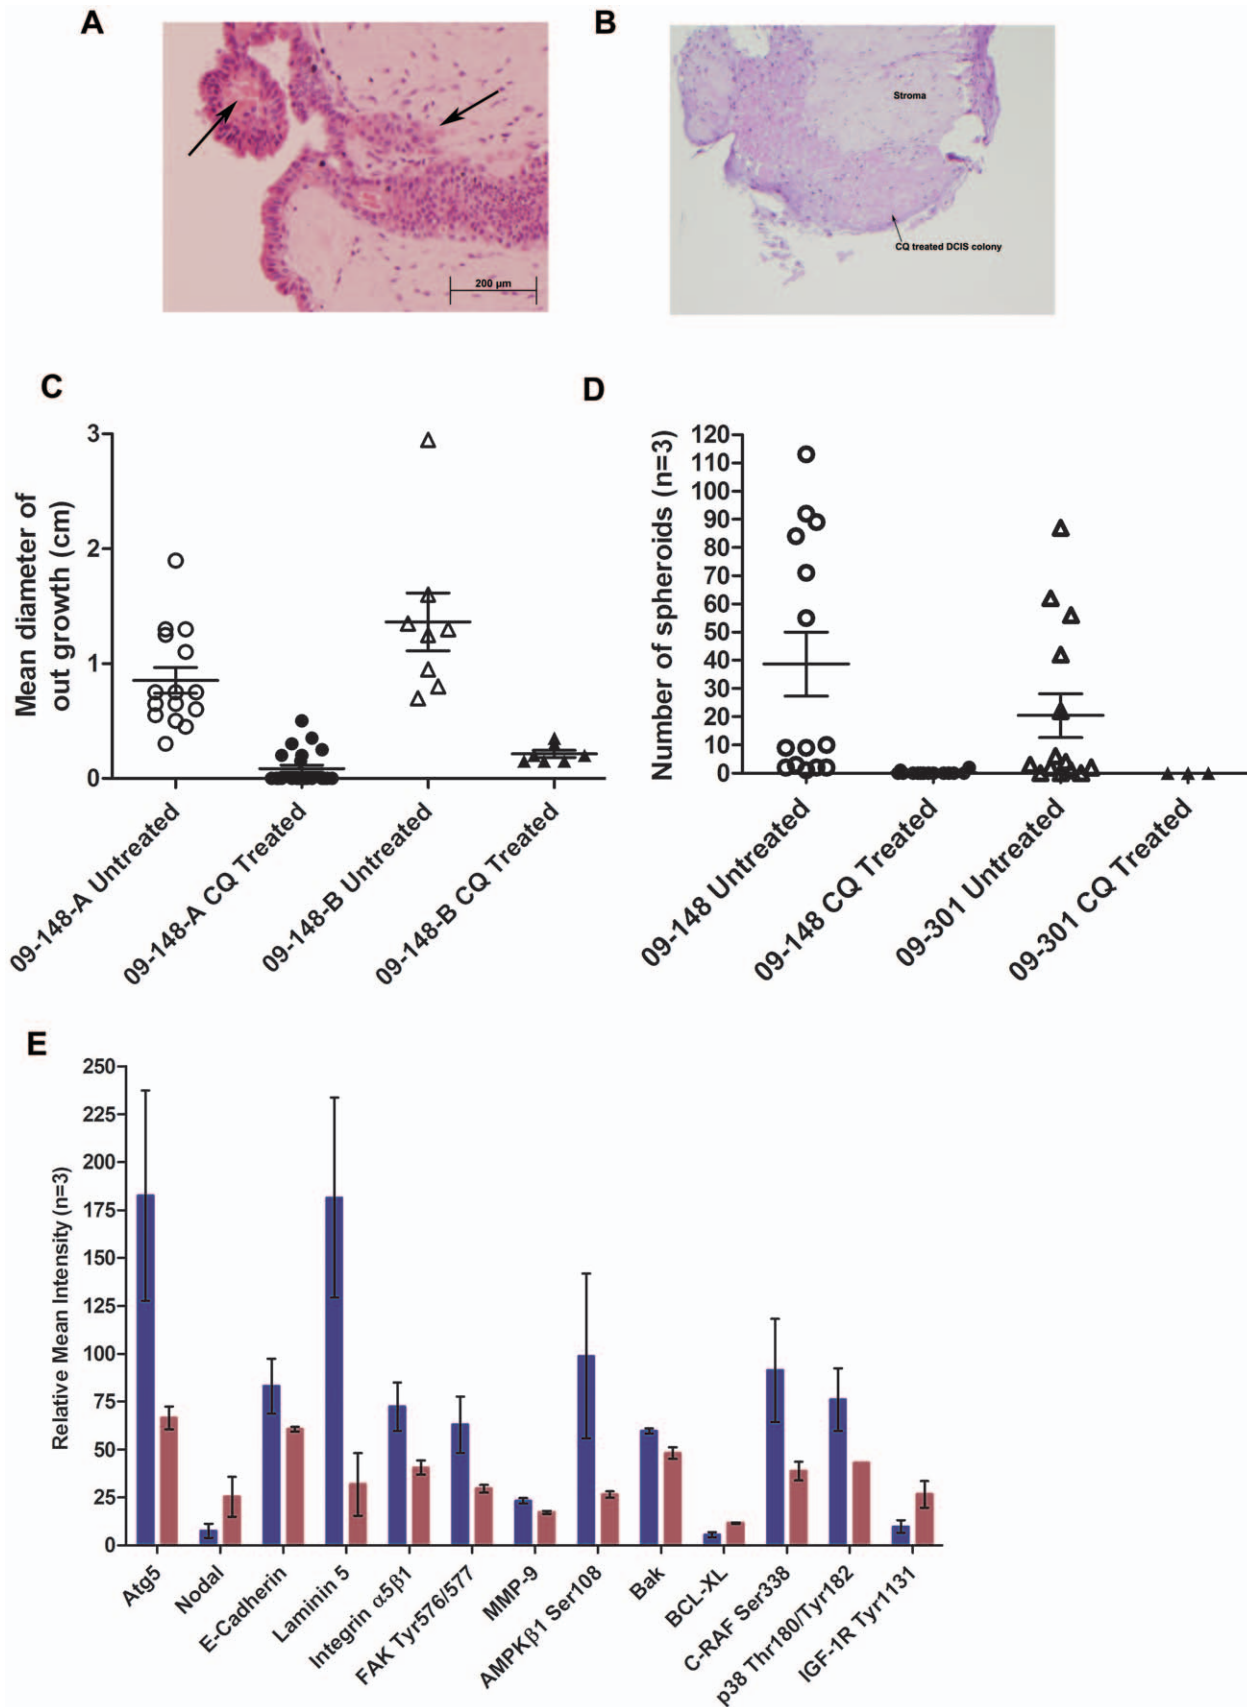 A
B
Stroma
CQ treated DCIS colony
200 µm
C
D
Mean diameter of
out growth (cm)
3
2
1
0
09-148-A Untreated
09-148-A CQ Treated
09-148-B Untreated
09-148-B CQ Treated
Number of spheroids (n=3)
120
110
100
90
80
70
60
50
40
30
20
10
0
09-148 Untreated
09-148 CQ Treated
09-301 Untreated
09-301 CQ Treated
E
Relative Mean Intensity (n=3)
250
225
200
175
150
125
100
75
50
25
0
Atg5
Nodal
E-Cadherin
Laminin 5
Integrin α5β1
FAK Tyr576/577
MMP-9
AMPKβ1 Ser108
Bak
BCL-XL
C-RAF Ser338
p38 Thr180/Tyr182
IGF-1R Tyr1131